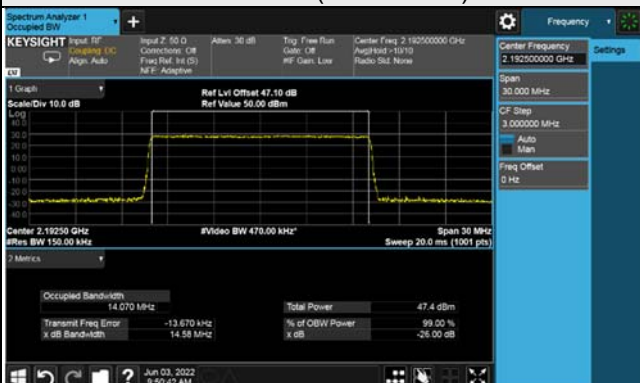 Spectrum Analyzer 1
Occupied BW
+
Frequency
KEYSIGHT
Input: RF
Coupling: DC
Align: Auto
Input Z: 50 Ω
Corrections: Off
Freq Ref: Int (S)
NFE: Adaptive
Atten: 30 dB
Trig: Free Run
Gate: Off
#IF Gain: Low
Center Freq: 2.192500000 GHz
Avg|Hold:>10/10
Radio Std: None
LXI
Center Frequency
2.192500000 GHz
Settings
Span
30.000 MHz
CF Step
3.000000 MHz
Auto
Man
Freq Offset
0 Hz
1 Graph
Scale/Div 10.0 dB
Ref Lvl Offset 47.10 dB
Ref Value 50.00 dBm
Log
40.0
30.0
20.0
10.0
0.00
-10.0
-20.0
-30.0
-40.0
Center 2.19250 GHz
#Res BW 150.00 kHz
#Video BW 470.00 kHz*
Span 30 MHz
Sweep 20.0 ms (1001 pts)
2 Metrics
Occupied Bandwidth
14.070 MHz
Total Power
47.4 dBm
Transmit Freq Error
-13.670 kHz
% of OBW Power
99.00 %
x dB Bandwidth
14.58 MHz
x dB
-26.00 dB
?
Jun 03, 2022
9:50:42 AM